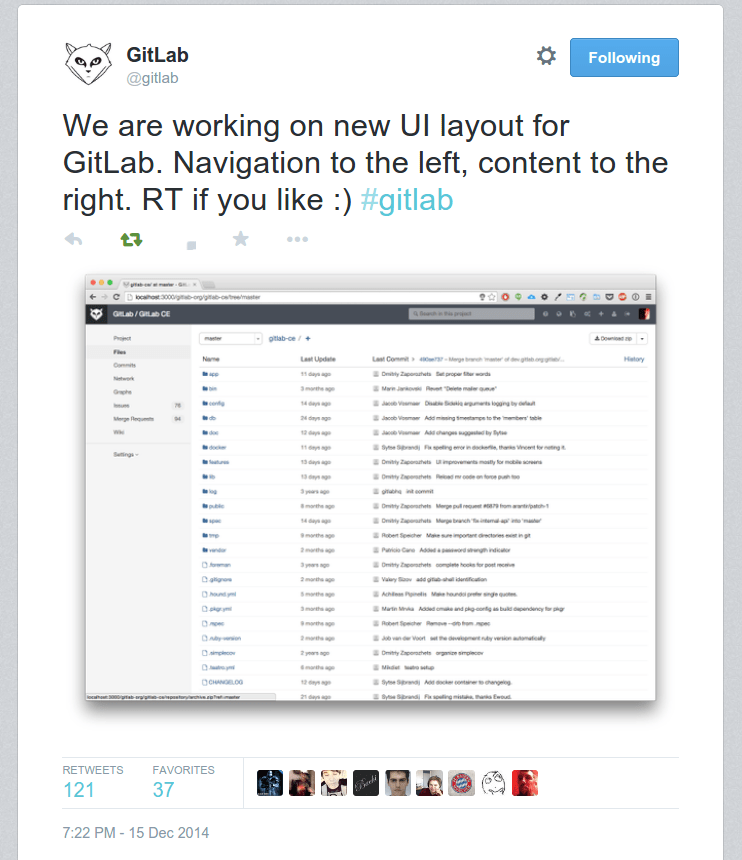 GitLab
@gitlab
Following
We are working on new UI layout for
GitLab. Navigation to the left, content to the
right. RT if you like :) #gitlab
gitlab-ce/ at master - GitL
localhost:3000/gitlab-org/gitlab-ce/tree/master
GitLab / GitLab CE
Search in this project
Project
Files
Commits
Network
Graphs
Issues 78
Merge Requests 94
Wiki
Settings
master gitlab-ce / + Download zip
Name Last Update Last Commit > 490ae737 - Merge branch 'master' of dev.gitlab.org:gitlab/... History
app 11 days ago Dmitriy Zaporozhets Set proper filter words
bin 3 months ago Marin Jankovski Revert "Delete mailer queue"
config 14 days ago Jacob Vosmaer Disable Sidekiq arguments logging by default
db 24 days ago Jacob Vosmaer Add missing timestamps to the 'members' table
doc 12 days ago Jacob Vosmaer Add changes suggested by Sytse
docker 11 days ago Sytse Sijbrandij Fix spelling error in dockerfile, thanks Vincent for noting it.
features 13 days ago Dmitriy Zaporozhets UI improvements mostly for mobile screens
lib 13 days ago Dmitriy Zaporozhets Reload mr code on force push too
log 3 years ago gitlabhq init commit
public 8 months ago Dmitriy Zaporozhets Merge pull request #6879 from arantir/patch-1
spec 14 days ago Dmitriy Zaporozhets Merge branch 'fix-internal-api' into 'master'
tmp 9 months ago Robert Speicher Make sure important directories exist in git
vendor 2 months ago Patricio Cano Added a password strength indicator
.foreman 3 years ago Dmitriy Zaporozhets complete hooks for post receive
.gitignore 2 months ago Valery Sizov add gitlab-shell identification
.hound.yml 5 months ago Achilleas Pipinellis Make houndci prefer single quotes.
.pkgr.yml 3 months ago Martin Mrvka Added cmake and pkg-config as build dependency for pkgr
.rspec 8 months ago Robert Speicher Remove --drb from .rspec
.ruby-version 2 months ago Job van der Voort set the development ruby version automatically
.simplecov 2 years ago Dmitriy Zaporozhets organize simplecov
.teatro.yml 6 months ago teatro setup
CHANGELOG 12 days ago Sytse Sijbrandij Add docker container to changelog.
21 days ago Sytse Sijbrandij Fix spelling mistake, thanks Ewoud.
localhost:3000/gitlab-org/gitlab-ce/repository/archive.zip?ref=master
RETWEETS FAVORITES
121 37
7:22 PM - 15 Dec 2014